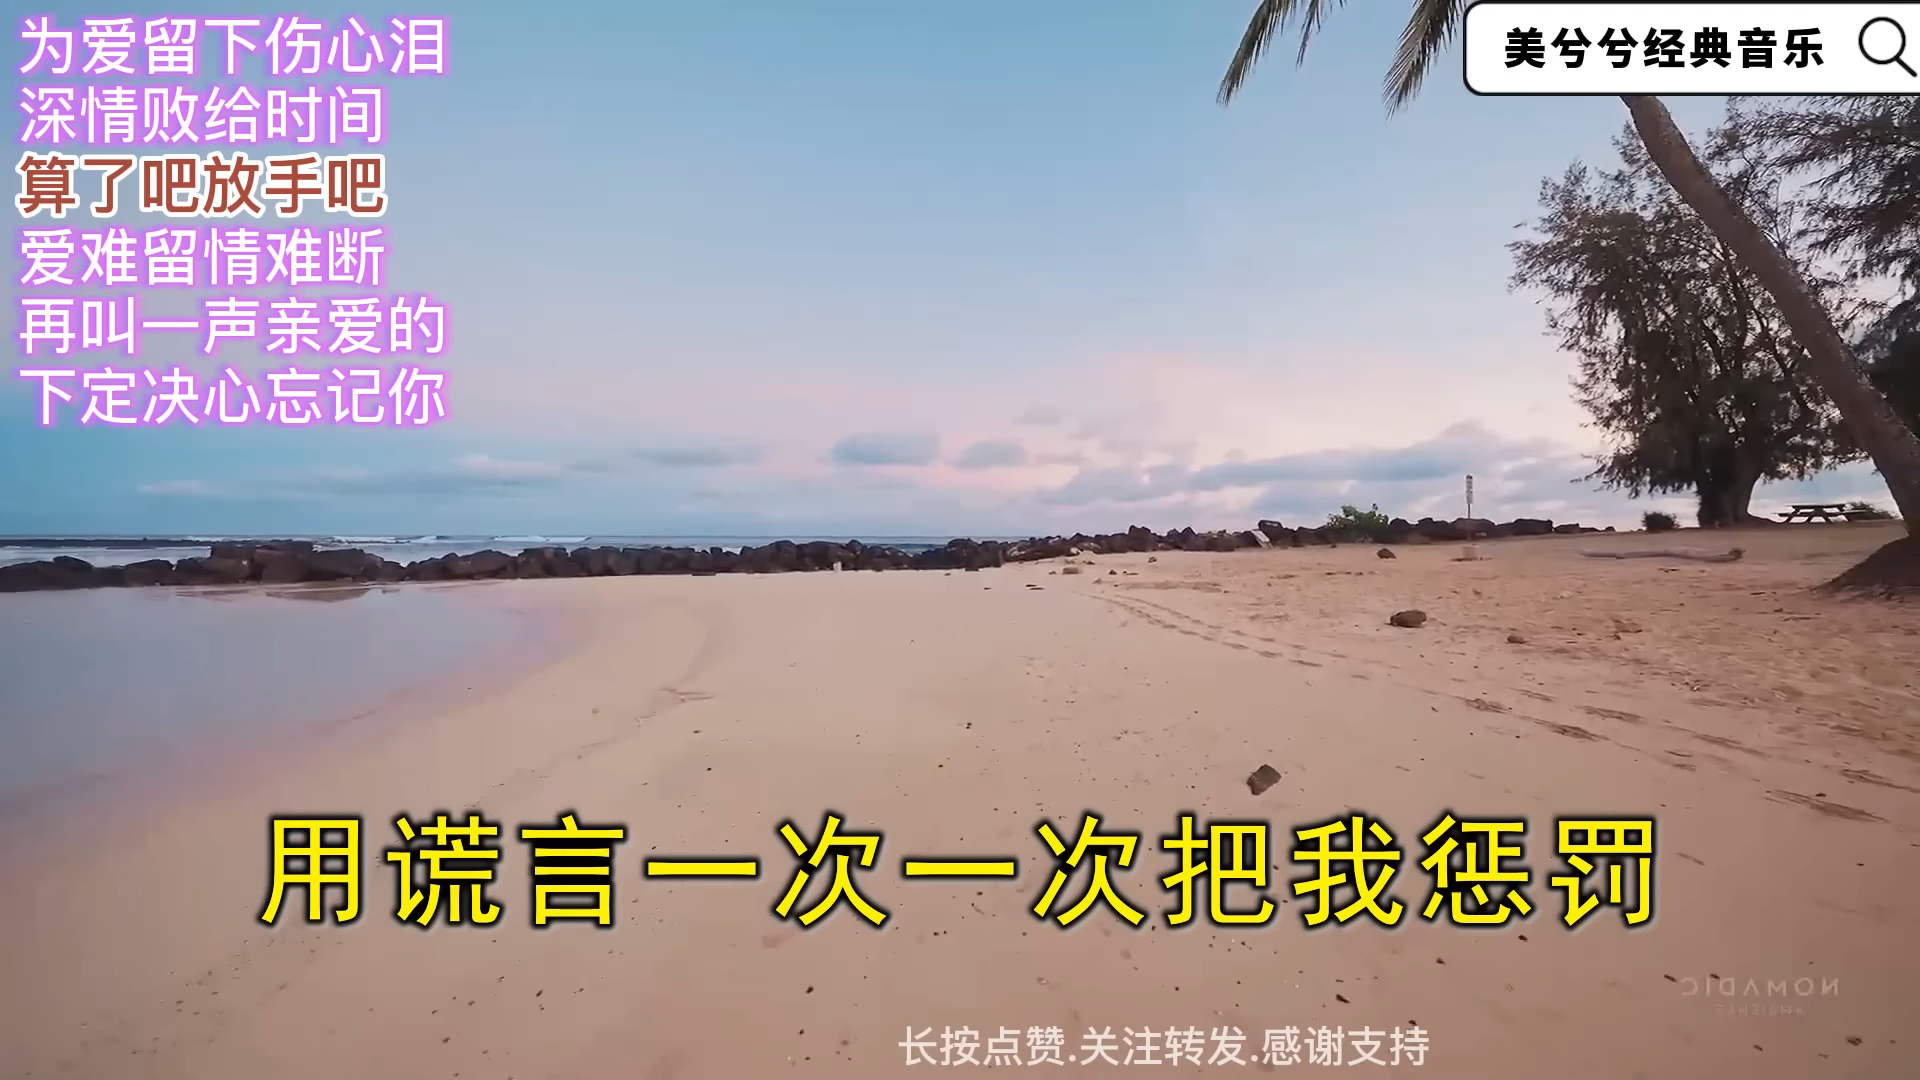 为爱留下伤心泪
深情败给时间
算了吧放手吧
爱难留情难断
再叫一声亲爱的
下定决心忘记你
美兮兮经典音乐
用谎言一次一次把我惩罚
NOMADIC
AMBIENCE
长按点赞.关注转发.感谢支持